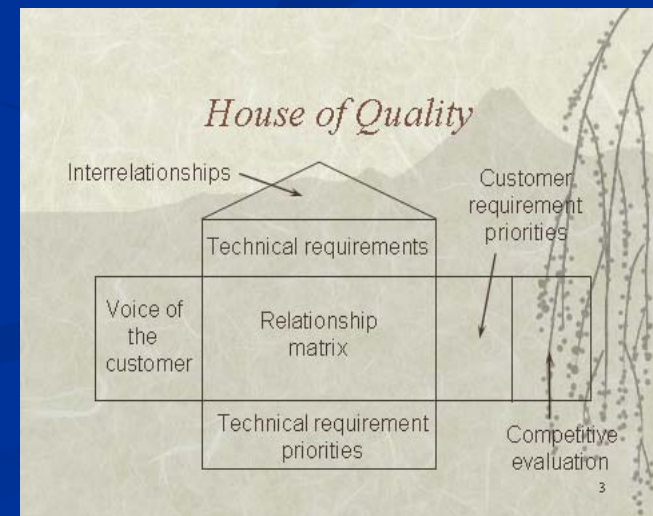 House of Quality
Interrelationships
Customer
requirement
priorities
Technical requirements
Voice of
the
customer
Relationship
matrix
Technical requirement
priorities
Competitive
evaluation
3